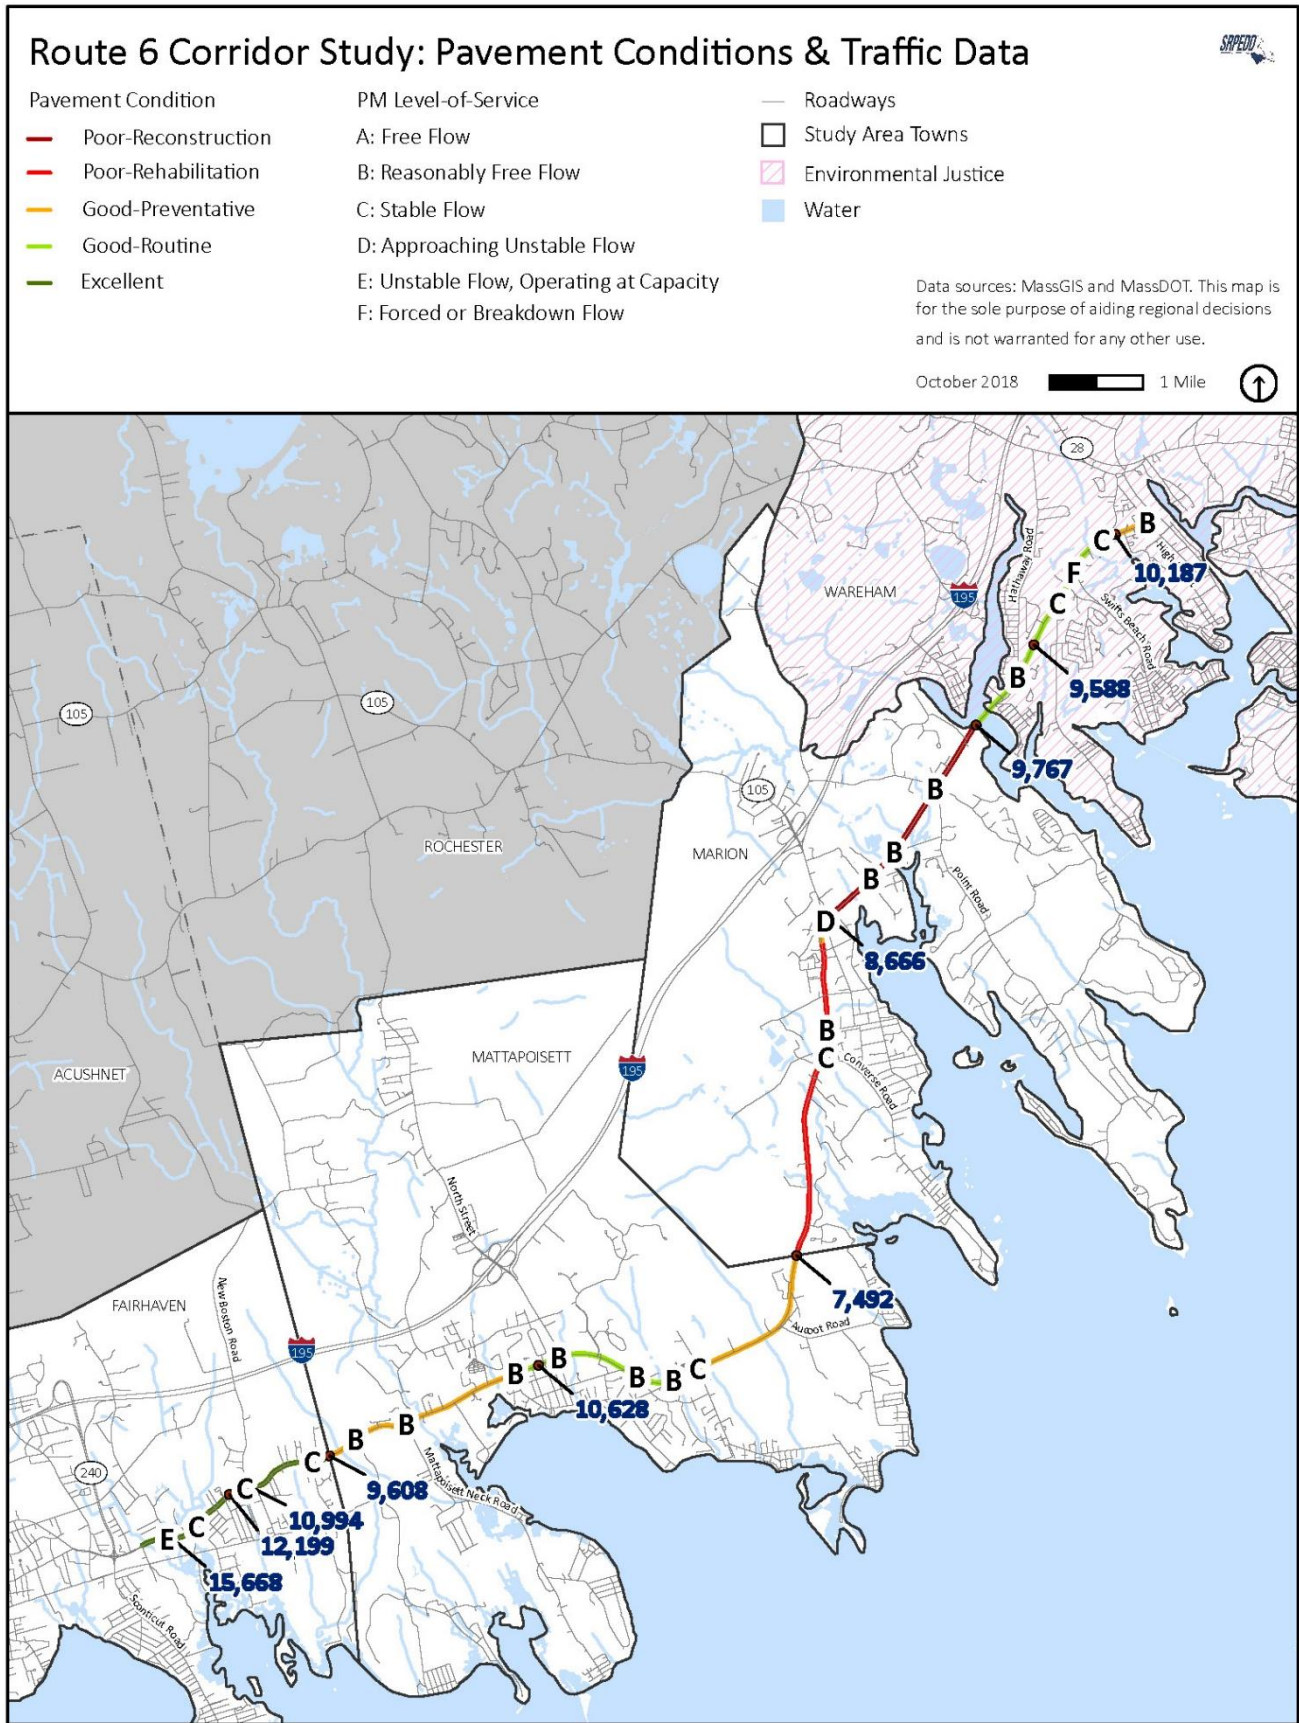 Route 6 Corridor Study: Pavement Conditions & Traffic Data
SRPEDD
Pavement Condition
Poor-Reconstruction
Poor-Rehabilitation
Good-Preventative
Good-Routine
Excellent
PM Level-of-Service
A: Free Flow
B: Reasonably Free Flow
C: Stable Flow
D: Approaching Unstable Flow
E: Unstable Flow, Operating at Capacity
F: Forced or Breakdown Flow
Roadways
Study Area Towns
Environmental Justice
Water
Data sources: MassGIS and MassDOT. This map is
for the sole purpose of aiding regional decisions
and is not warranted for any other use.
October 2018
1 Mile
28
B
C
High
10,187
F
Hathaway Road
WAREHAM
195
C
Swifts Beach Road
9,588
B
105
105
9,767
B
105
ROCHESTER
MARION
B
B
Point Road
D
8,666
B
C
Converse Road
MATTAPOISETT
195
ACUSHNET
North Street
7,492
Aucoot Road
FAIRHAVEN
New Boston Road
195
B
B
B
B
C
10,628
B
B
Mattapoisett Neck Road
C
9,608
240
C
10,994
12,199
C
E
15,668
Sconticut Road